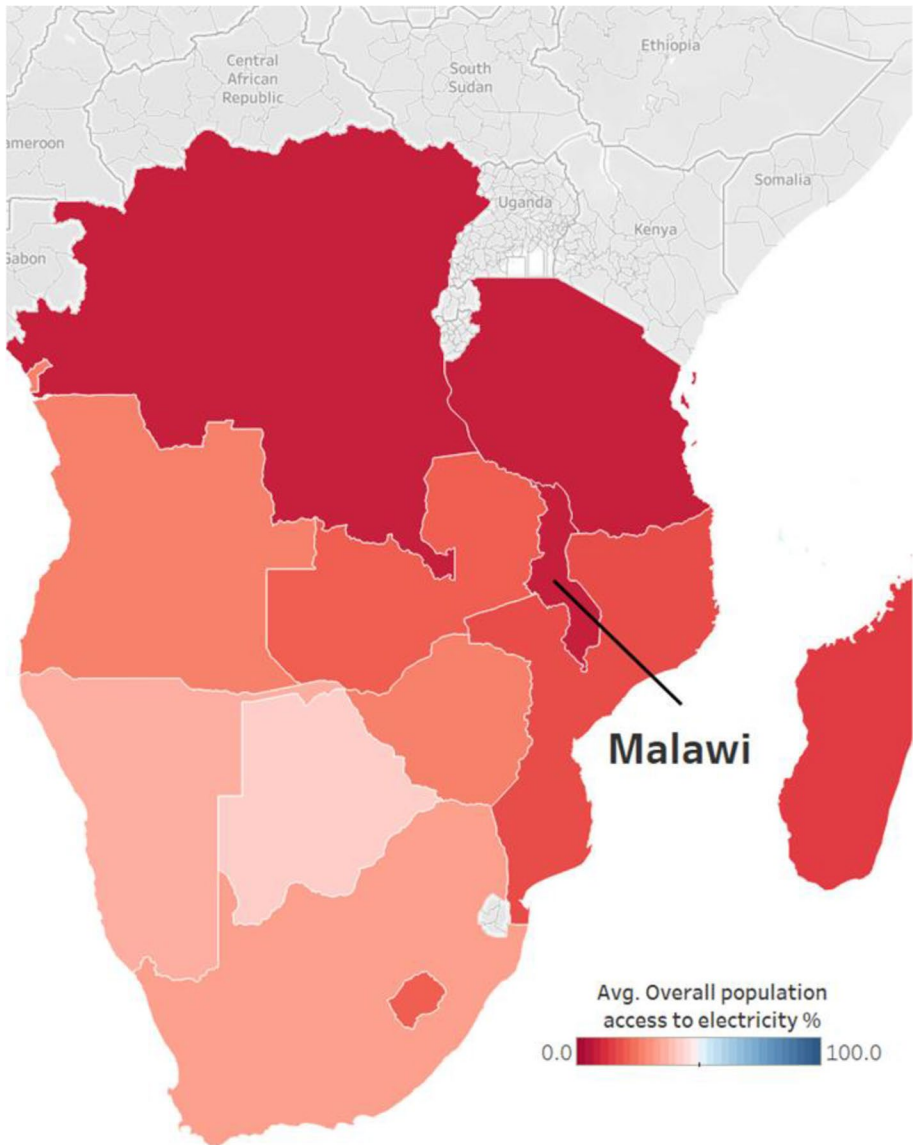 Ethiopia
Central
African
Republic
South
Sudan
ameroon
Somalia
Uganda
Kenya
Gabon
Malawi
Avg. Overall population
access to electricity %
0.0
100.0